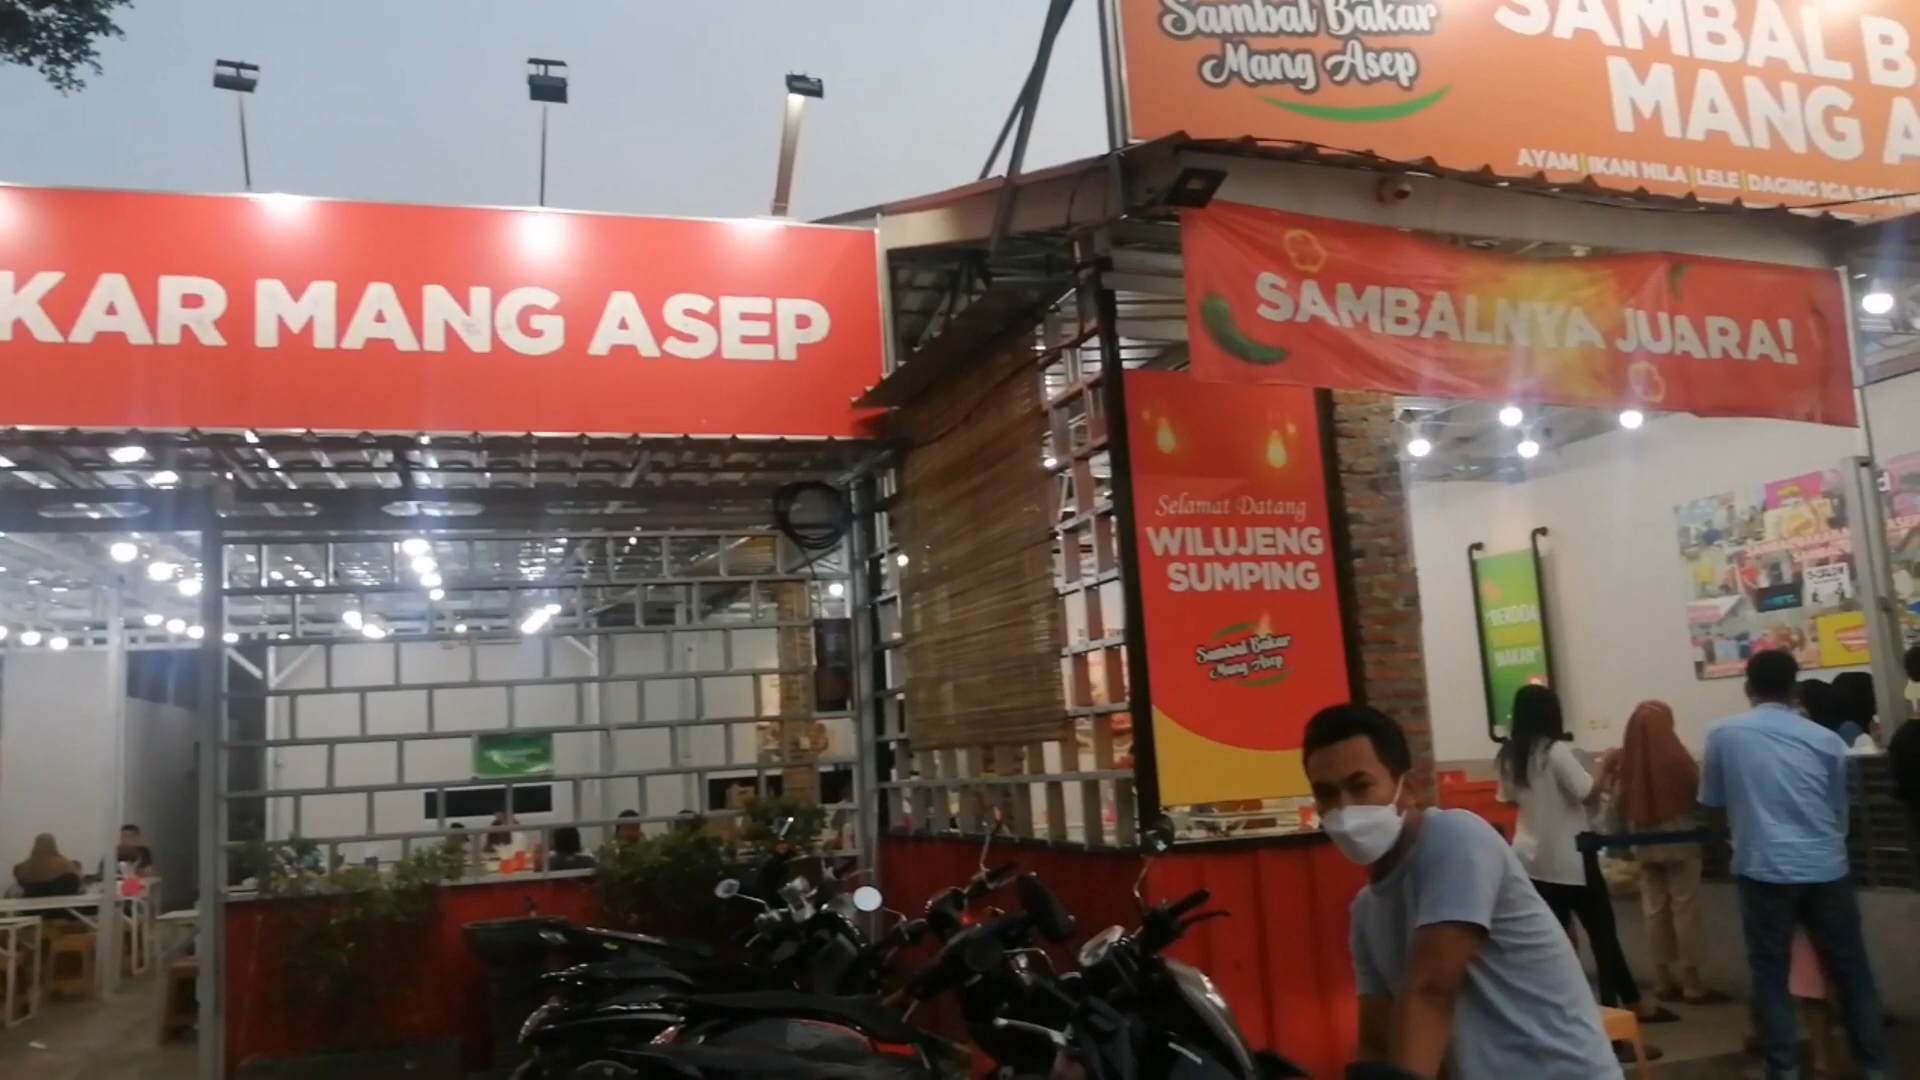 Sambal Bakar
Mang Asep
SAMBAL B
MANG A
AYAM | IKAN NILA | LELE | DAGING IGA
KAR MANG ASEP
SAMBALNYA JUARA!
Selamat Datang
WILUJENG
SUMPING
Sambal Bakar
Mang Asep
MAKAN